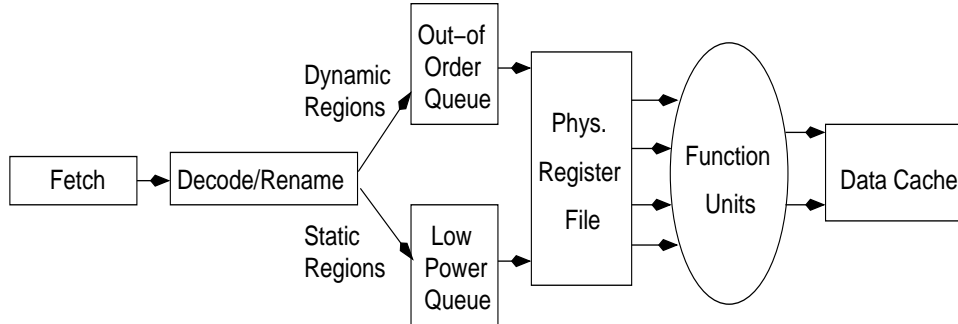 Fetch
Decode/Rename
Dynamic
Regions
Static
Regions
Out-of
Order
Queue
Low
Power
Queue
Phys.
Register
File
Function
Units
Data Cache